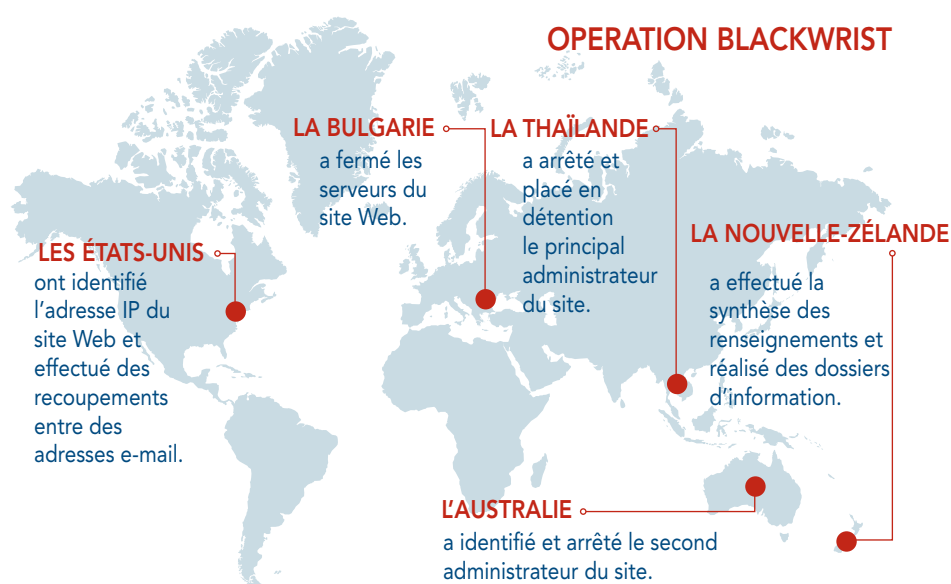 OPERATION BLACKWRIST
LA BULGARIE
a fermé les
serveurs du
site Web.
LA THAÏLANDE
a arrêté et
placé en
détention
le principal
administrateur
du site.
LA NOUVELLE-ZÉLANDE
a effectué la
synthèse des
renseignements et
réalisé des dossiers
d'information.
LES ÉTATS-UNIS
ont identifié
l'adresse IP du
site Web et
effectué des
recoupements
entre des
adresses e-mail.
L'AUSTRALIE
a identifié et arrêté le second
administrateur du site.